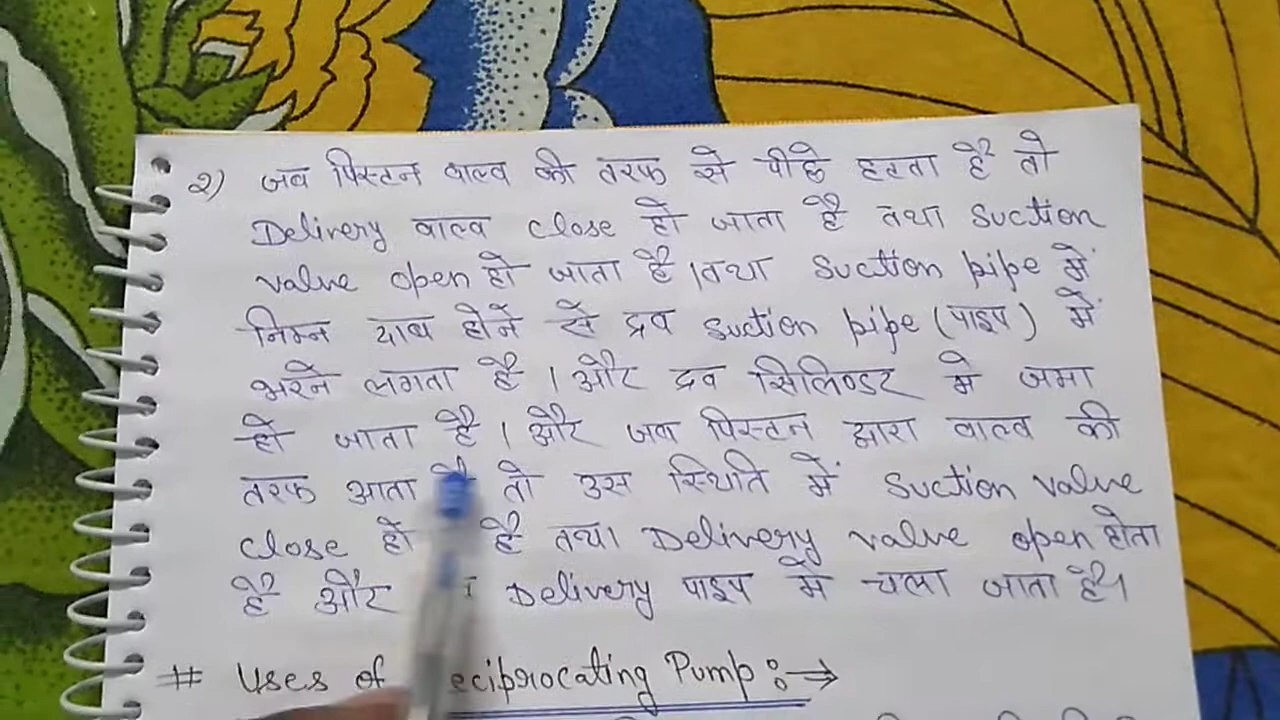 २) जब पिस्टन वाल्व की तरफ से पीछे हटता है तो
Delivery वाल्व close हो जाता है तथा suction
valve open हो जाता है। तथा suction pipe में
निम्न दाब होने से द्रव suction pipe (पाइप) में
भरने लगता है। और द्रव सिलिण्डर मे जमा
हो जाता है। और जब पिस्टन द्वारा वाल्व की
तरफ आता तो उस स्थिति में suction valve
close हो है तथा Delivery valve open होता
है और Delivery पाइप में चला जाता है।
# Uses of eciprocating Pump :→